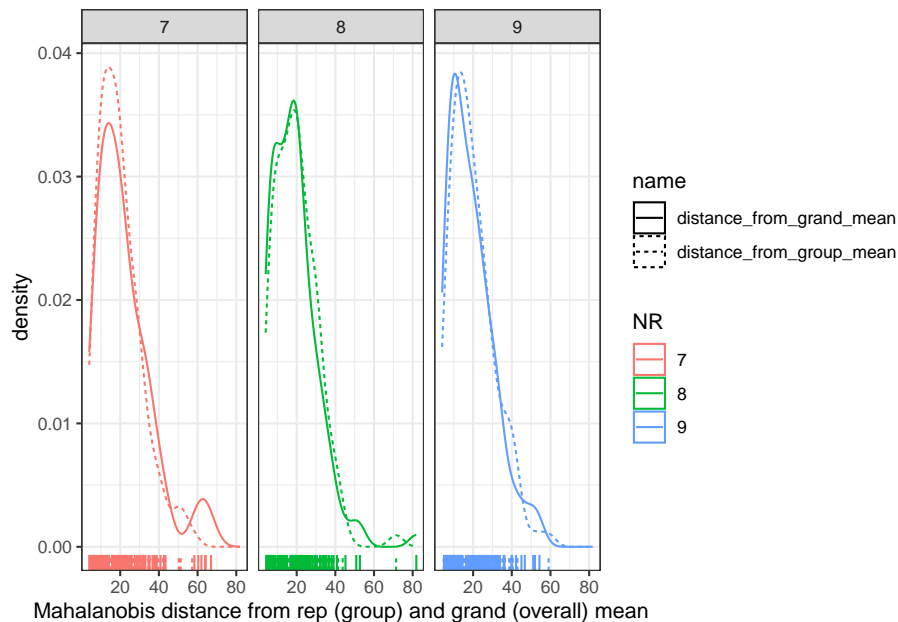 7 8 9
0.04
0.03
0.02
0.01
0.00
density
20 40 60 80 20 40 60 80 20 40 60 80
Mahalanobis distance from rep (group) and grand (overall) mean
name
distance_from_grand_mean
distance_from_group_mean
NR
7
8
9